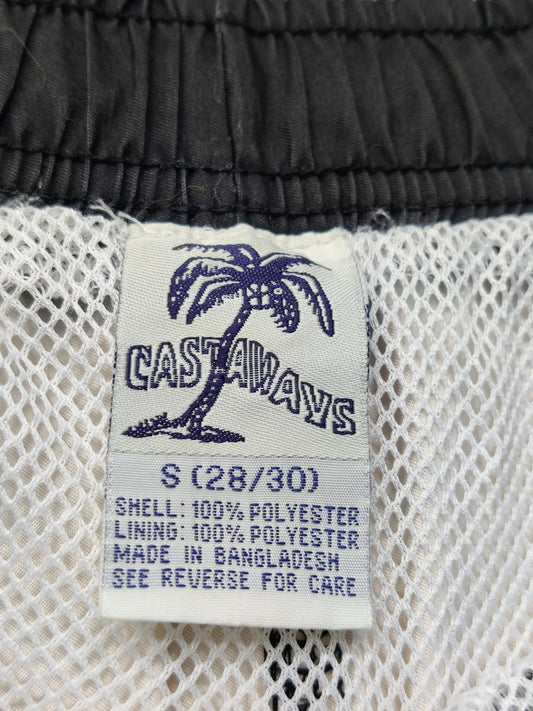 CASTAWAYS
S (28/30)
SHELL: 100% POLYESTER
LINING: 100% POLYESTER
MADE IN BANGLADESH
SEE REVERSE FOR CARE